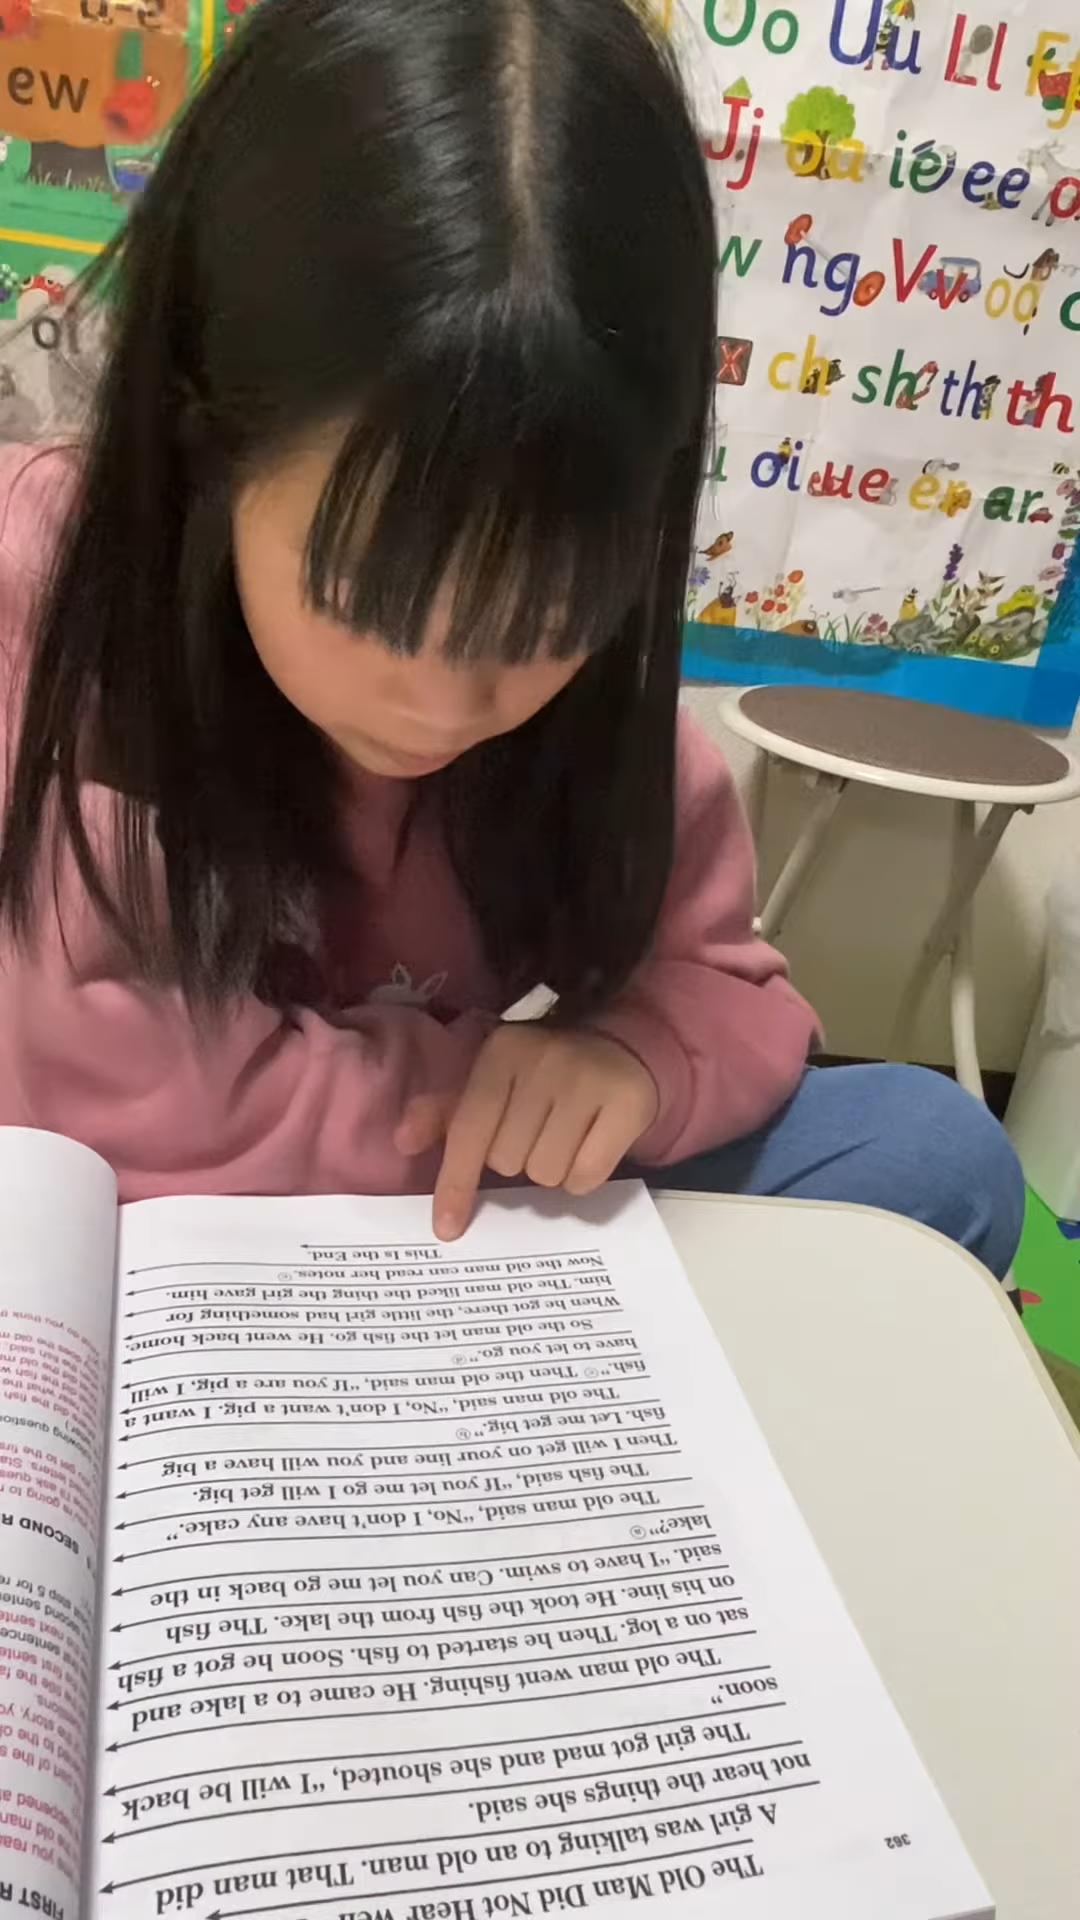 The Old Man Did Not Hear Well
A girl was talking to an old man. That man did
not hear the things she said.
The girl got mad and she shouted, “I will be back
soon.”
The old man went fishing. He came to a lake and
sat on a log. Then he started to fish. Soon he got a fish
on his line. He took the fish from the lake. The fish
said. “I have to swim. Can you let me go back in the
lake?” ⓐ
The old man said, “No, I don’t have any cake.”
The fish said, “If you let me go I will get big.
Then I will get on your line and you will have a big
fish. Let me get big.” ⓑ
The old man said, “No, I don’t want a pig. I want a
fish.” ⓒ Then the old man said, “If you are a pig, I will
have to let you go.” ⓓ
So the old man let the fish go. He went back home.
When he got there, the little girl had something for
him. The old man liked the thing the girl gave him.
Now the old man can read her notes. ⓔ
This Is the End.
362
FIRST
SECOND
ew
oi
Oo Uu Ll Ff
Jj oa ie ee
ng Vv oo
ch sh th th
oi ue er ar